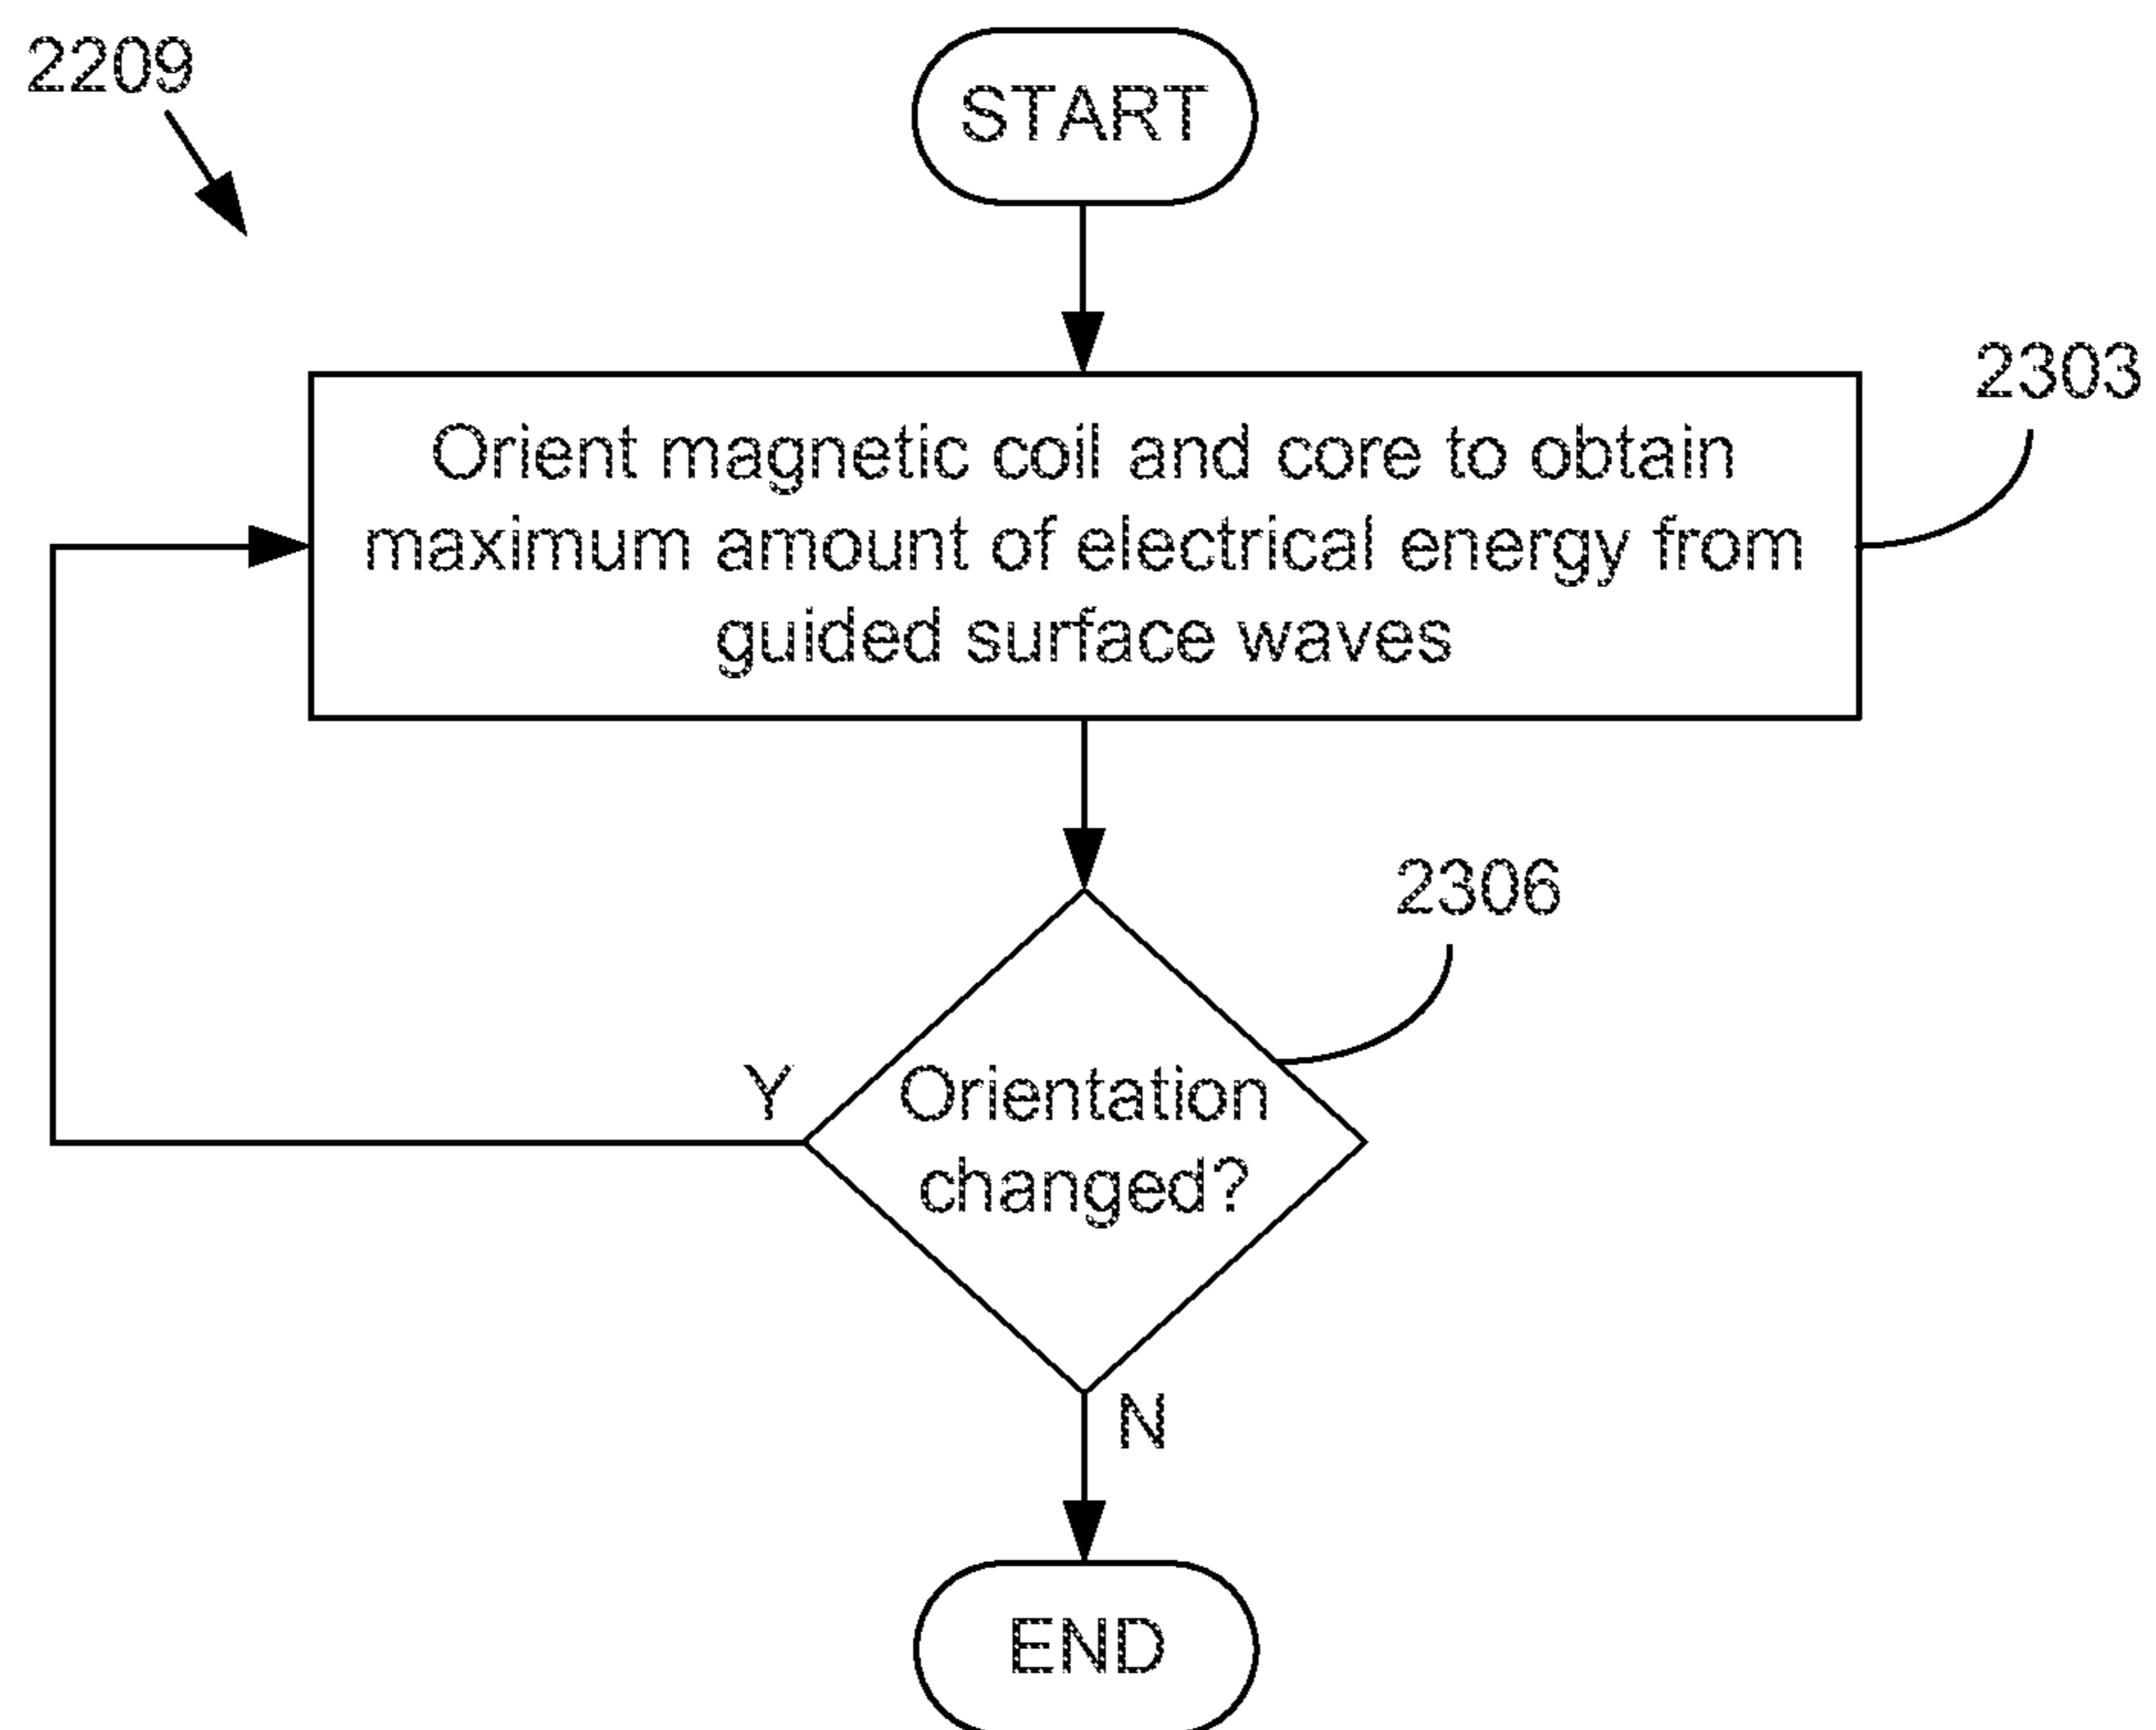 2209
START
2303
Orient magnetic coil and core to obtain
maximum amount of electrical energy from
guided surface waves
2306
Y
Orientation
changed?
N
END